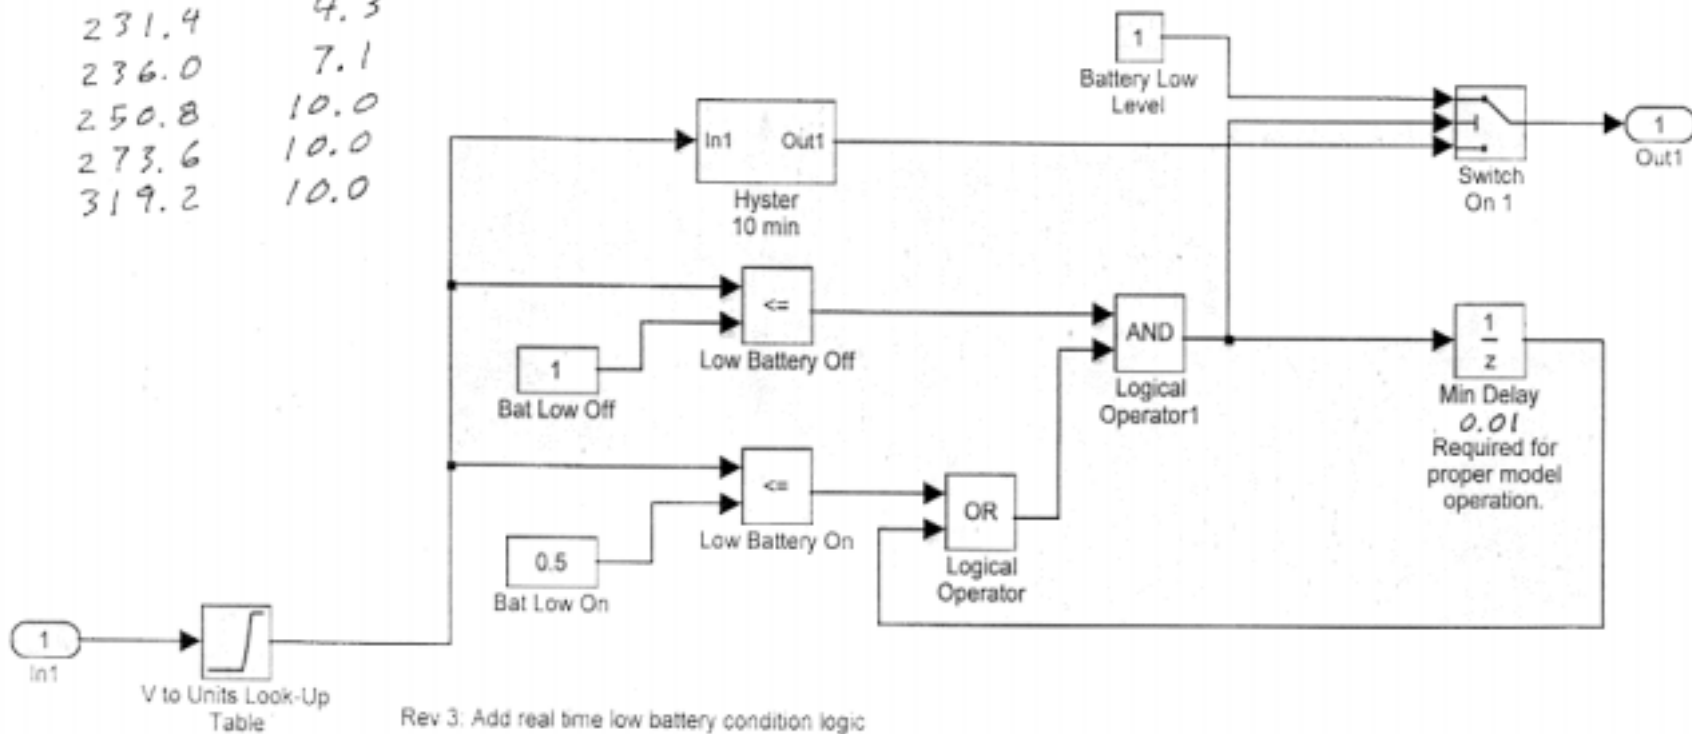 231.4 4.3
236.0 7.1
250.8 10.0
273.6 10.0
319.2 10.0
1
Battery Low
Level
In1 Out1
Hyster
10 min
Switch
On 1
1
Out1
<=
Low Battery Off
1
Bat Low Off
AND
Logical
Operator1
1
z
Min Delay
0.01
Required for
proper model
operation.
<=
Low Battery On
0.5
Bat Low On
OR
Logical
Operator
1
In1
V to Units Look-Up
Table
Rev 3: Add real time low battery condition logic